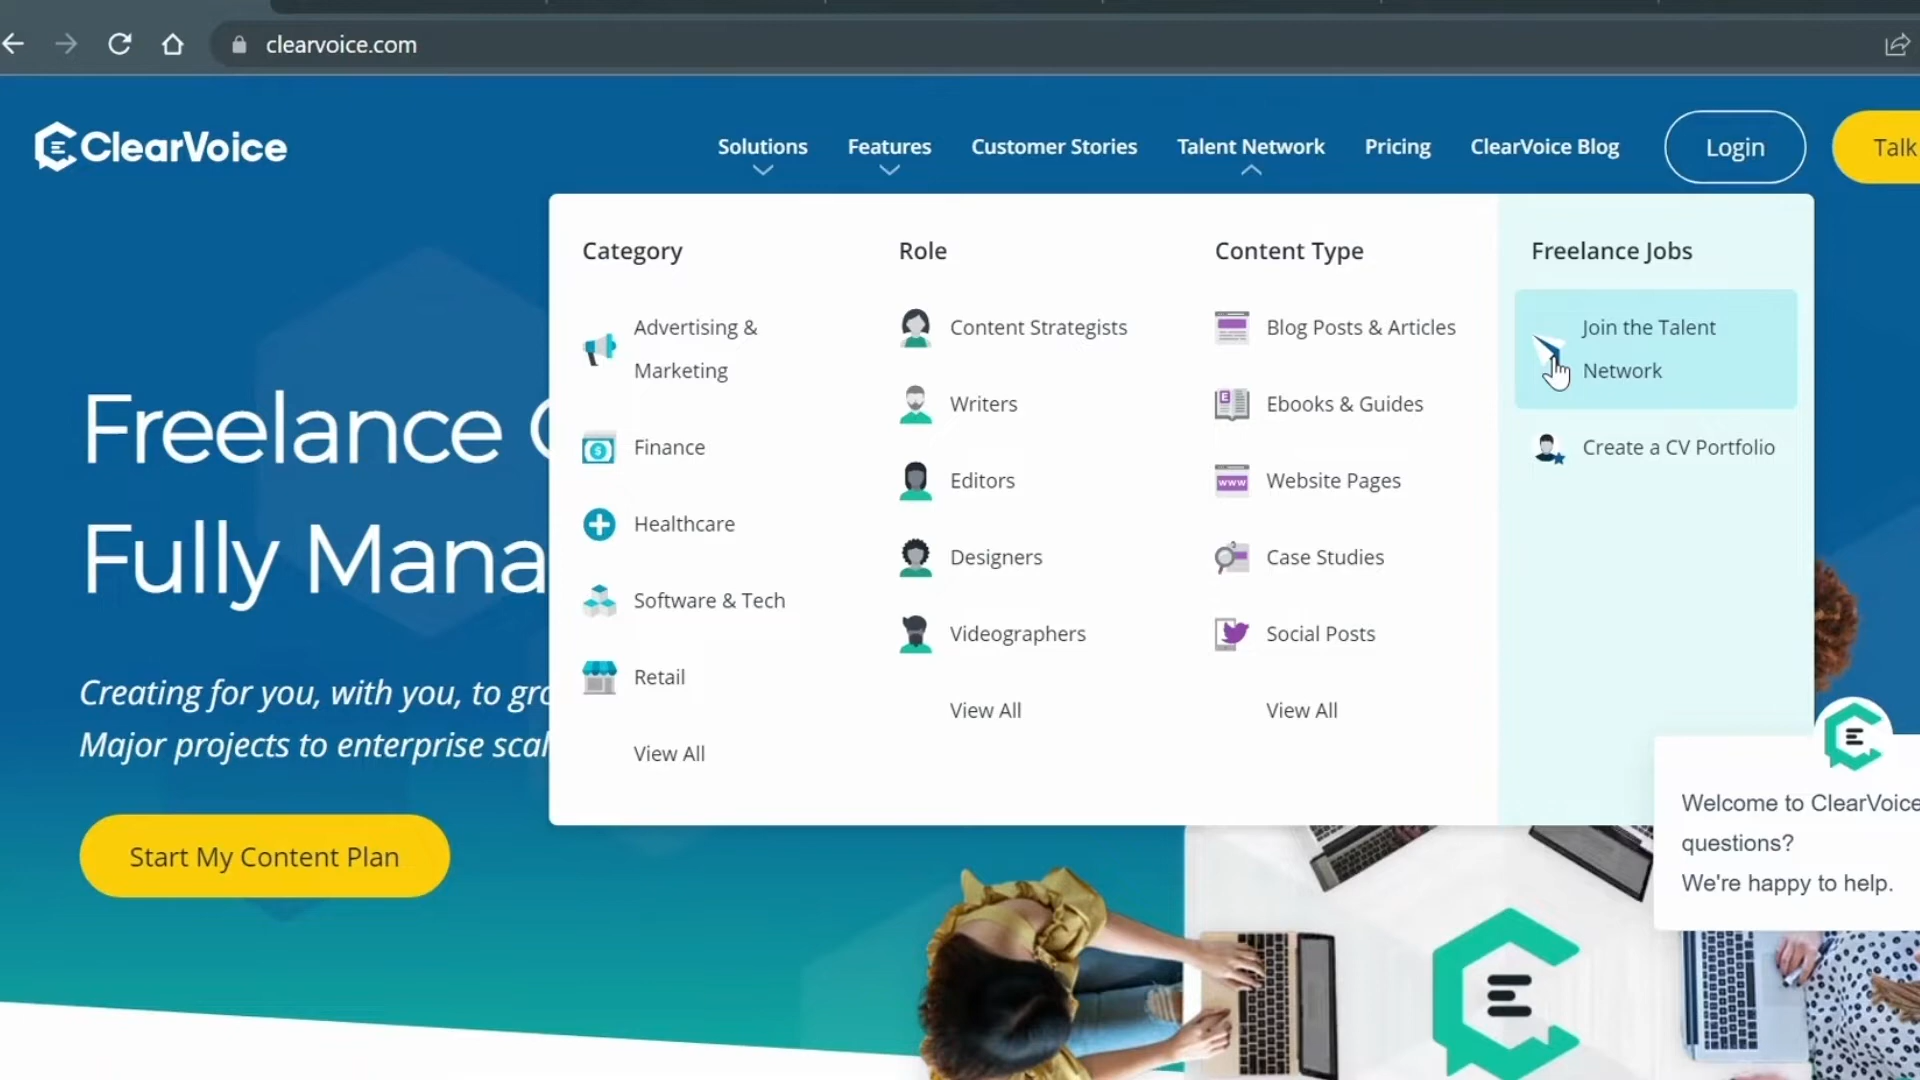 clearvoice.com
ClearVoice
Solutions
Features
Customer Stories
Talent Network
Pricing
ClearVoice Blog
Login
Talk
Category
Advertising &
Marketing
Finance
Healthcare
Software & Tech
Retail
View All
Role
Content Strategists
Writers
Editors
Designers
Videographers
View All
Content Type
Blog Posts & Articles
Ebooks & Guides
Website Pages
WWW
Case Studies
Social Posts
View All
Freelance Jobs
Join the Talent
Network
Create a CV Portfolio
Freelance
Fully Mana
Creating for you, with you, to gro
Major projects to enterprise scal
Start My Content Plan
Welcome to ClearVoice
questions?
We're happy to help.